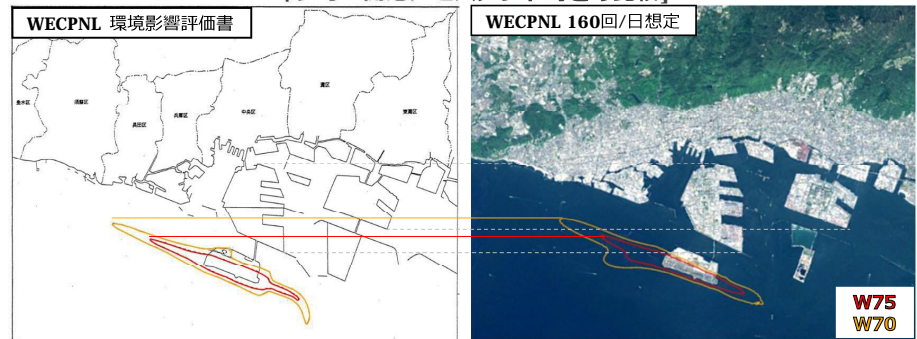 WECPNL 環境影響評価書
WECPNL 160回/日想定
垂水区
須磨区
長田区
兵庫区
中央区
灘区
東灘区
W75
W70